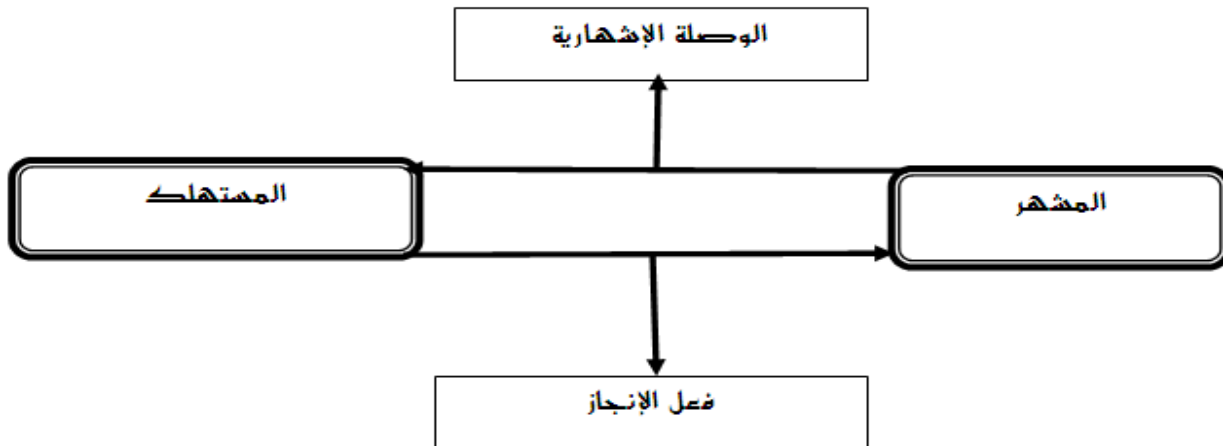 الوصلة الإشهارية
المشهر
المستهلك
فعل الإنجاز